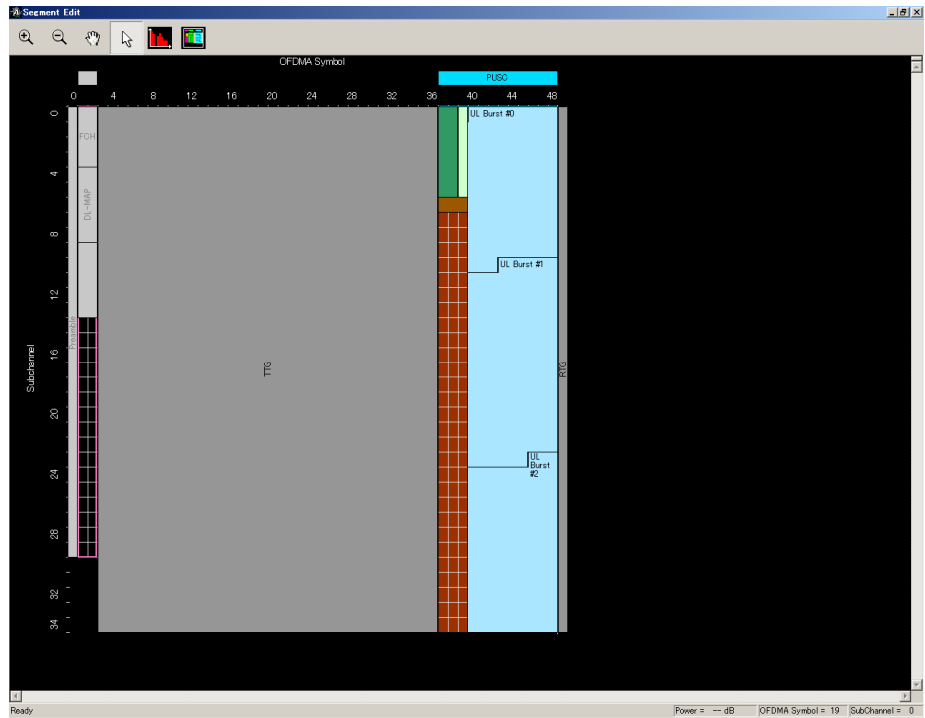 Segment Edit
OFDMA Symbol
PUSC
0 4 8 12 16 20 24 28 32 36 40 44 48
Subchannel
0
4
8
12
16
20
24
28
32
34
Preamble
FCH
DL-MAP
TTG
UL Burst #0
UL Burst #1
UL
Burst
#2
RTG
Ready
Power = -- dB
OFDMA Symbol = 19
SubChannel = 0